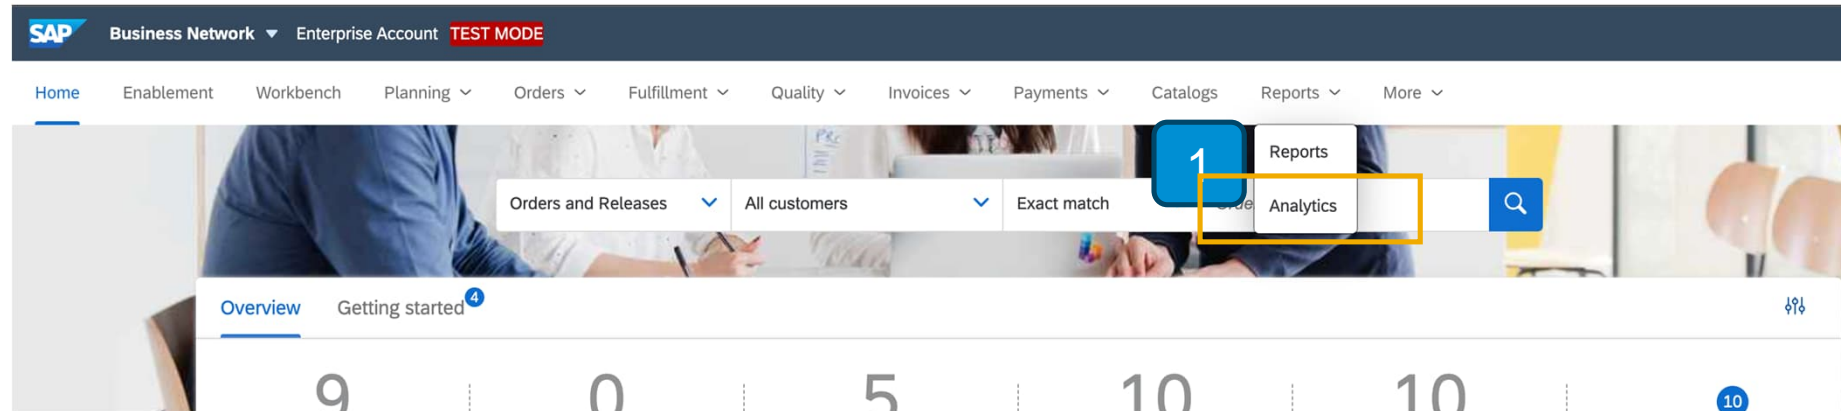 SAP Business Network Enterprise Account TEST MODE
Home Enablement Workbench Planning Orders Fulfillment Quality Invoices Payments Catalogs Reports More
1
Reports
Orders and Releases All customers Exact match Analytics
Overview Getting started 4
9 0 5 10 10 10